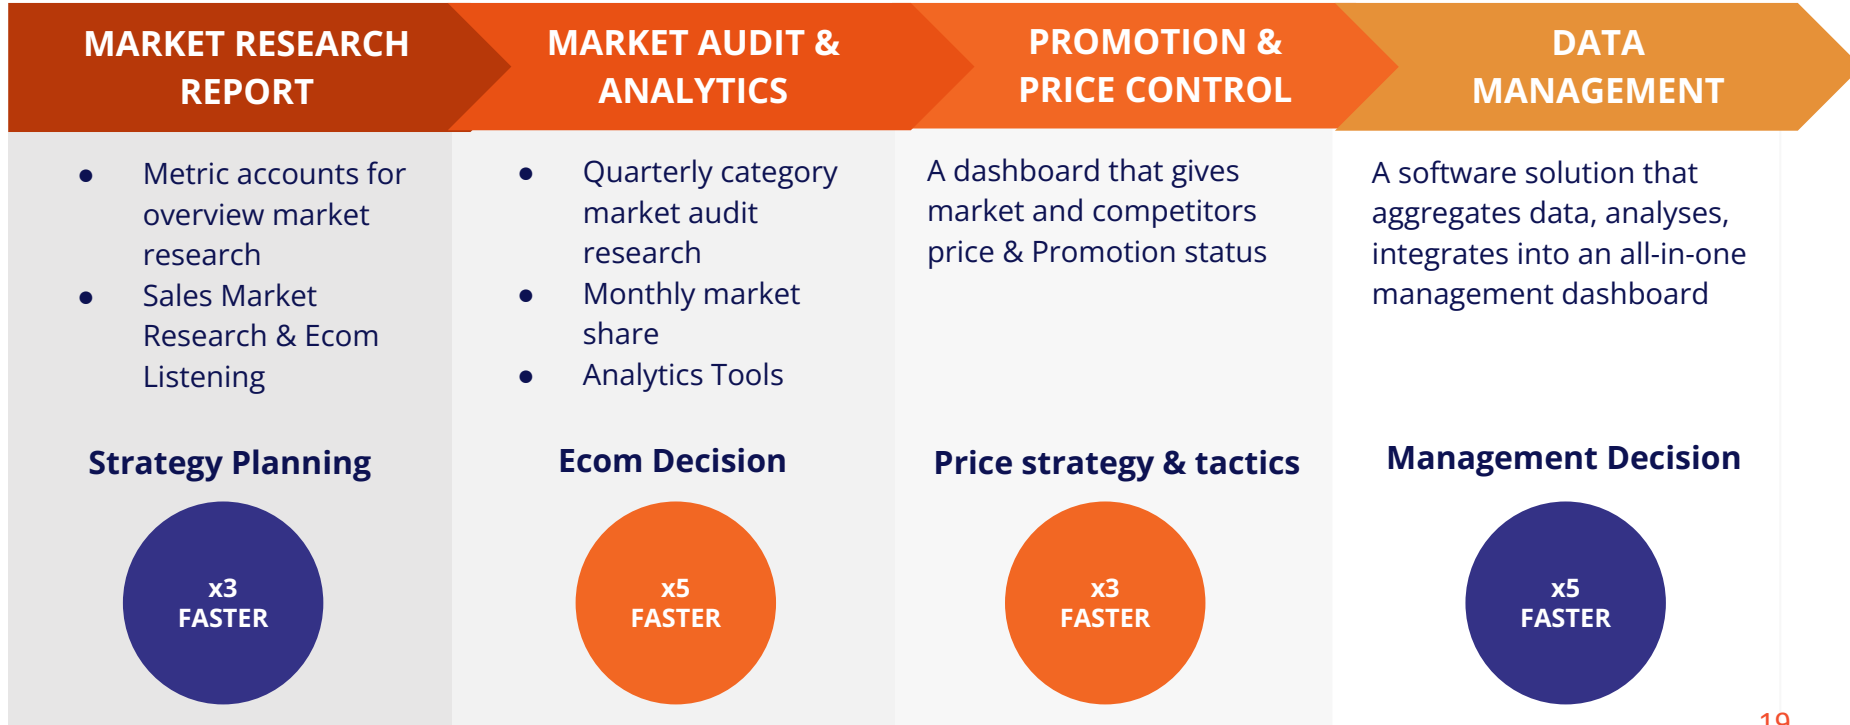 MARKET RESEARCH
REPORT
MARKET AUDIT &
ANALYTICS
PROMOTION &
PRICE CONTROL
DATA
MANAGEMENT
● Metric accounts for
overview market
research
● Sales Market
Research & Ecom
Listening
● Quarterly category
market audit
research
● Monthly market
share
● Analytics Tools
A dashboard that gives
market and competitors
price & Promotion status
A software solution that
aggregates data, analyses,
integrates into an all-in-one
management dashboard
Strategy Planning
Ecom Decision
Price strategy & tactics
Management Decision
x3
FASTER
x5
FASTER
x3
FASTER
x5
FASTER
19